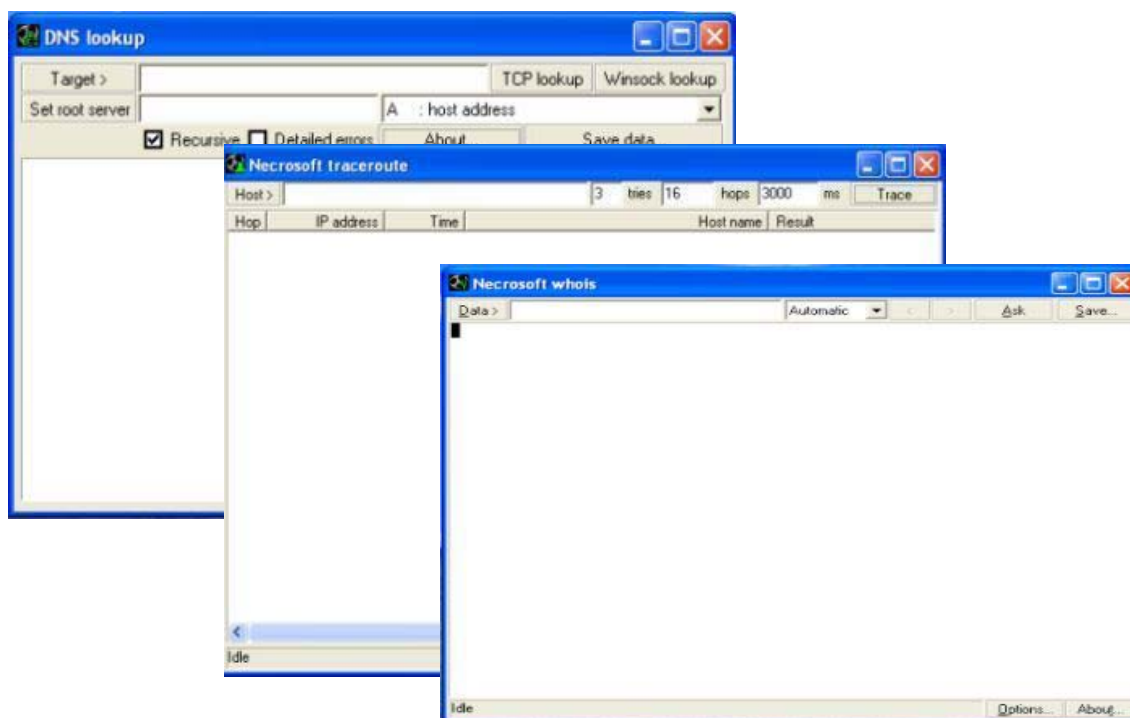 DNS lookup
Target > TCP lookup Winsock lookup
Set root server A : host address
Recursive Detailed errors About... Save data...
Necrosoft traceroute
Host > 3 tries 16 hops 3000 ms Trace
Hop IP address Time Host name Result
Necrosoft whois
Data > Automatic < > Ask Save...
Idle
Idle Options... About...